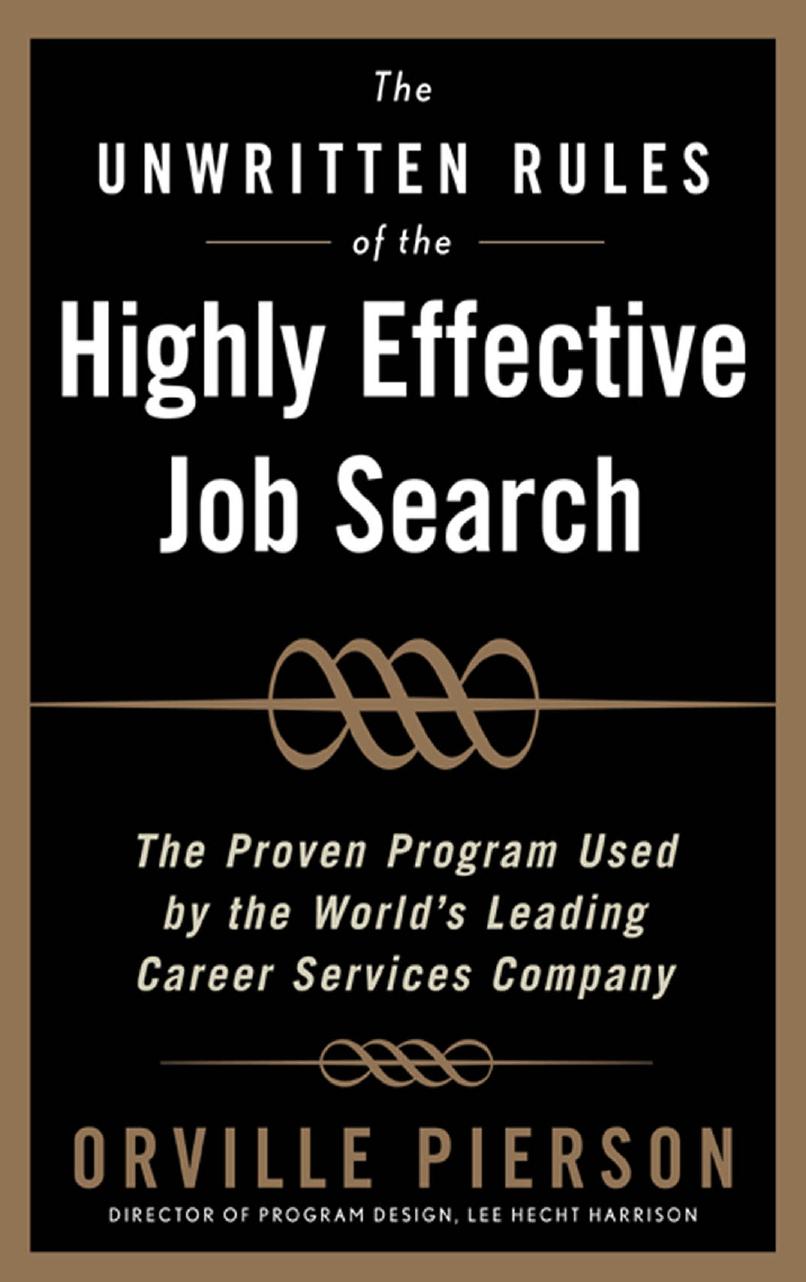 The
UNWRITTEN RULES
of the
Highly Effective
Job Search
The Proven Program Used
by the World's Leading
Career Services Company
ORVILLE PIERSON
DIRECTOR OF PROGRAM DESIGN, LEE HECHT HARRISON